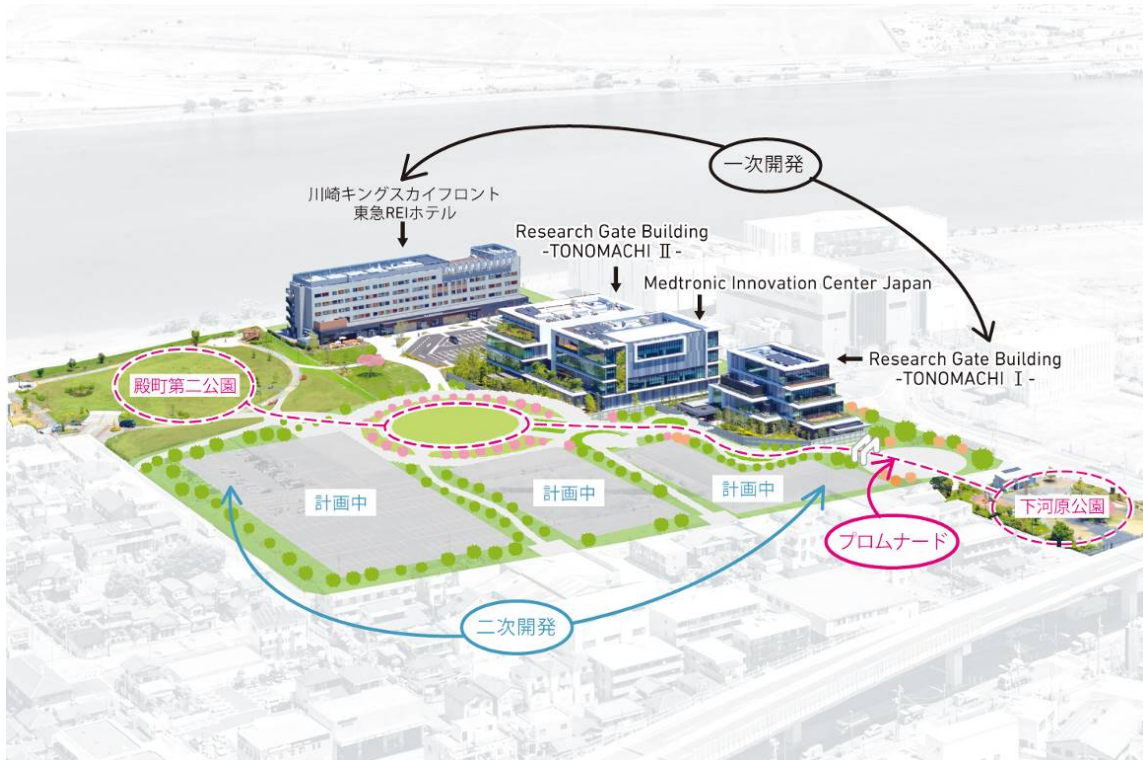 一次開発
川崎キングスカイフロント
東急REIホテル
Research Gate Building
-TONOMACHI Ⅱ-
Medtronic Innovation Center Japan
Research Gate Building
-TONOMACHI Ⅰ-
殿町第二公園
計画中
計画中
計画中
下河原公園
プロムナード
二次開発